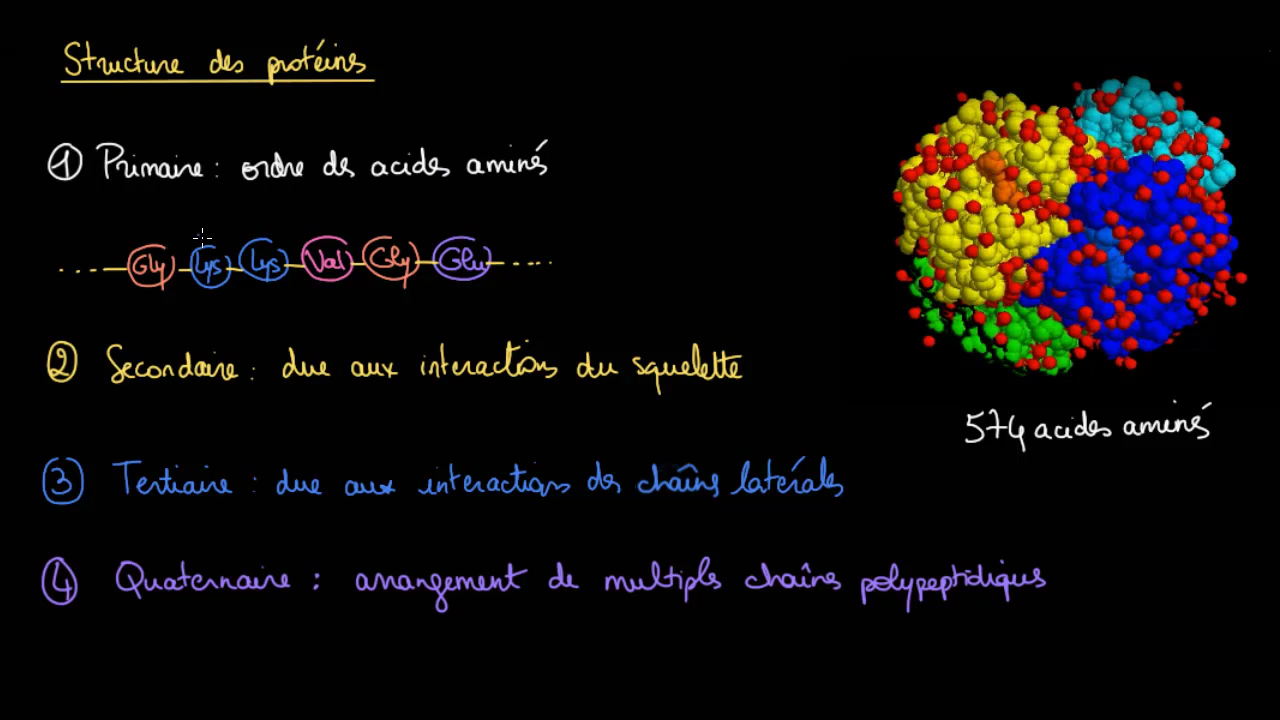 Structure des protéines
① Primaire : ordre de acides aminés
....—Gly—Lys—Lys—Val—Gly—Glu—....
② Secondaire : due aux interactions du squelette
③ Tertiaire : due aux interactions des chaînes latérales
④ Quaternaire : arrangement de multiples chaînes polypeptidiques
574 acides aminés